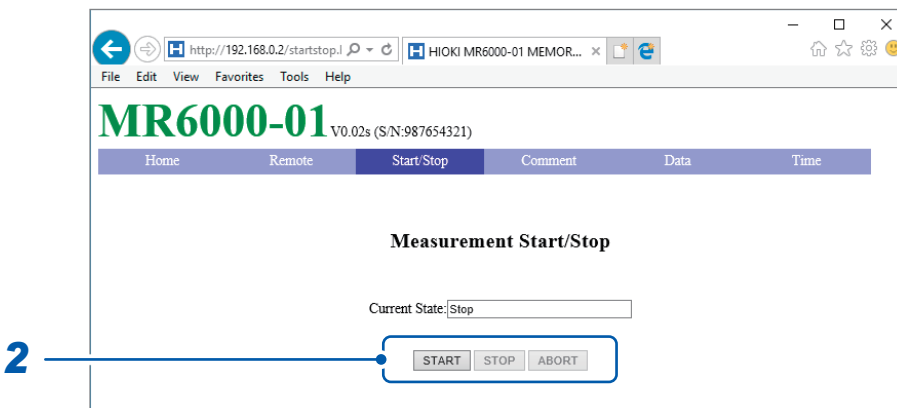 http://192.168.0.2/startstop.l
HIOKI MR6000-01 MEMOR...
File Edit View Favorites Tools Help
MR6000-01 V0.02s (S/N:987654321)
Home Remote Start/Stop Comment Data Time
Measurement Start/Stop
Current State: Stop
2
START STOP ABORT